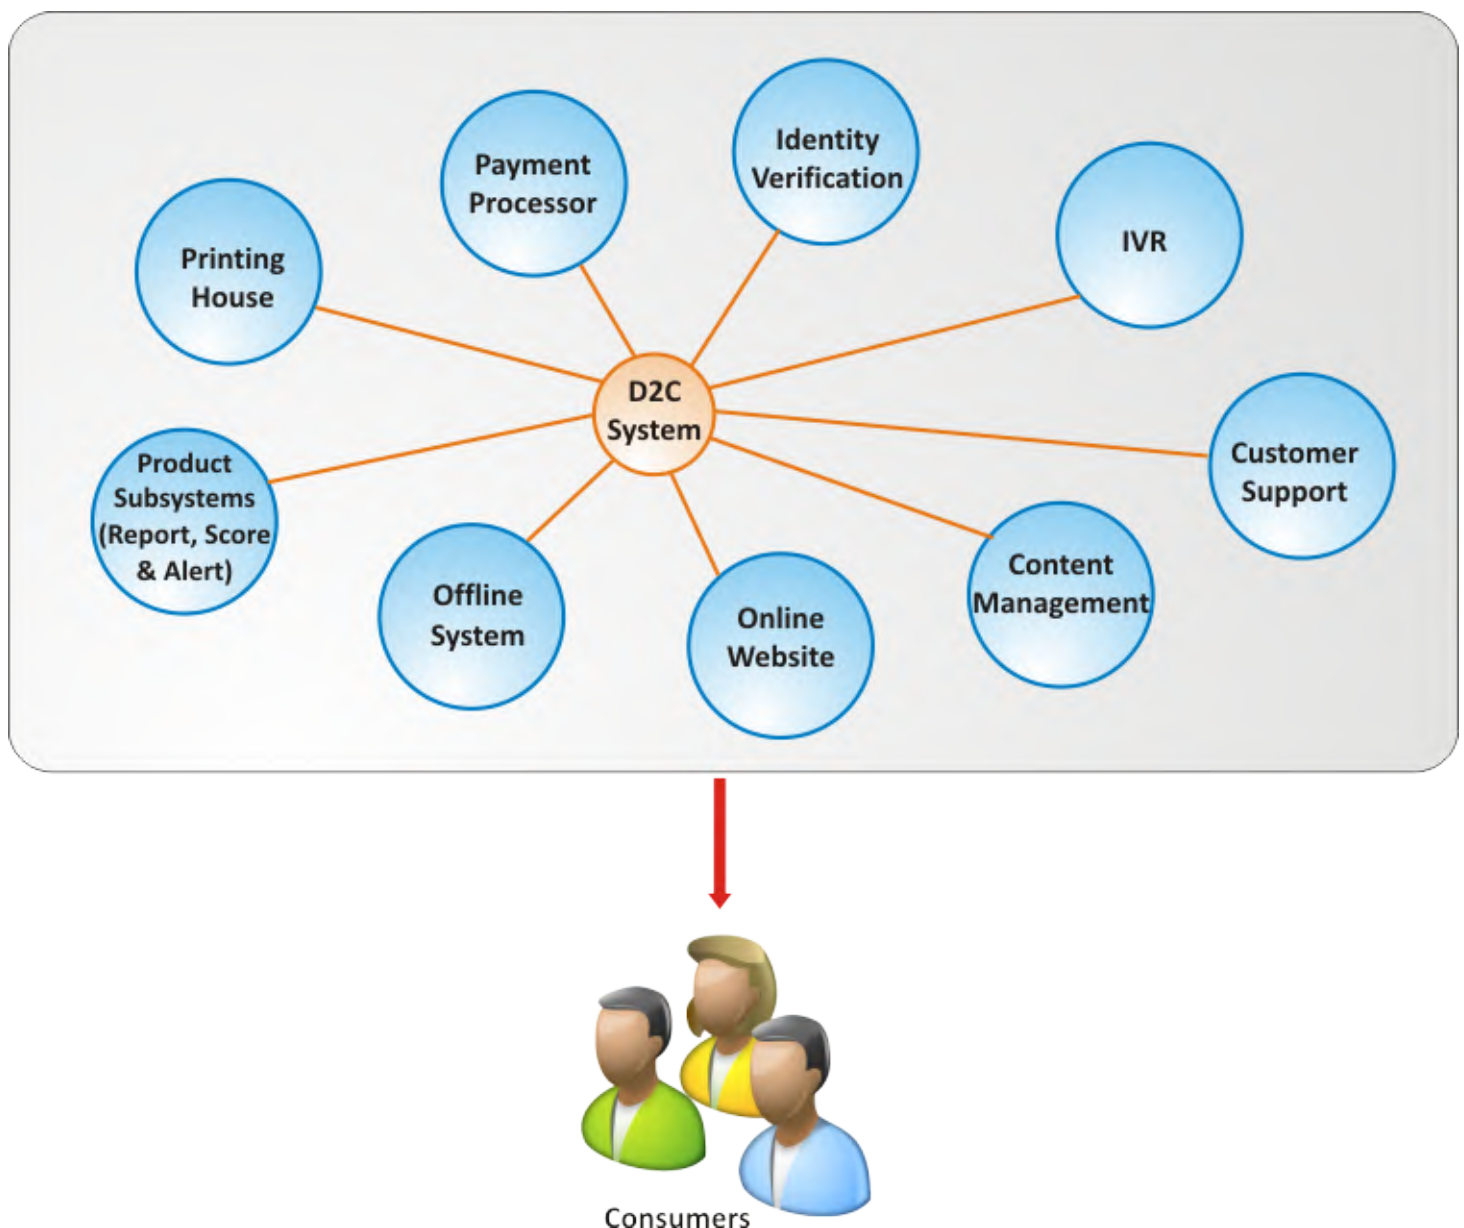 Identity
Verification
Payment
Processor
IVR
Printing
House
D2C
System
Customer
Support
Product
Subsystems
(Report, Score
& Alert)
Content
Management
Offline
System
Online
Website
Consumers